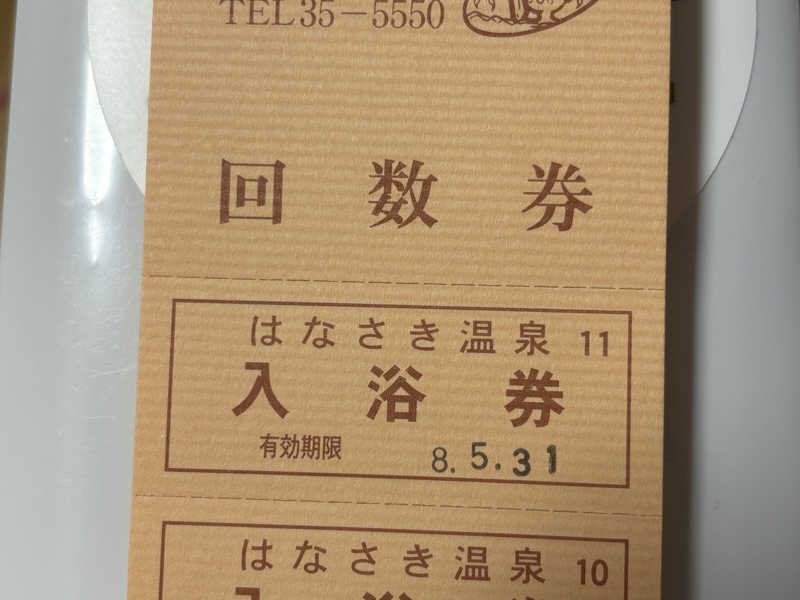 TEL35-5550
回数券
はなさき温泉 11
入浴券
有効期限 8.5.31
はなさき温泉 10